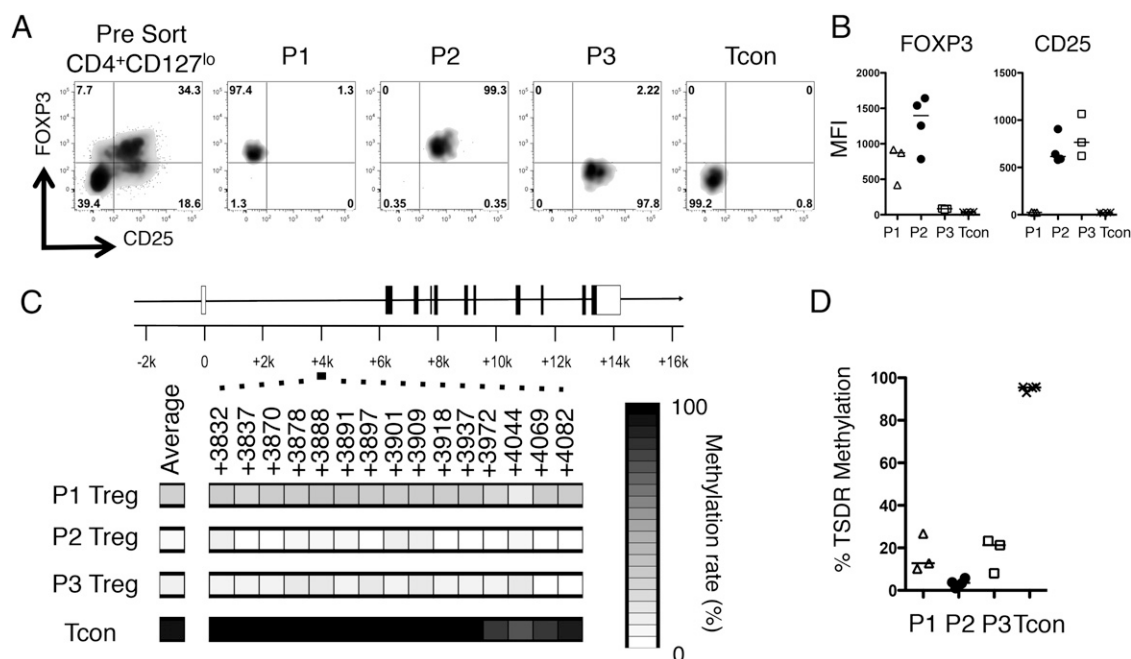 A
Pre Sort
CD4+CD127lo
P1
P2
P3
Tcon
7.7 34.3
39.4 18.6
97.4 1.3
1.3 0
0 99.3
0.35 0.35
0 2.22
0 97.8
0 0
99.2 0.8
FOXP3
CD25
B
FOXP3
CD25
MFI
2000
1500
1000
500
0
P1 P2 P3 Tcon
1500
1000
500
0
P1 P2 P3 Tcon
C
-2k 0 +2k +4k +6k +8k +10k +12k +14k +16k
Average
+3832
+3837
+3870
+3878
+3888
+3891
+3897
+3901
+3909
+3918
+3937
+3972
+4044
+4069
+4082
P1 Treg
P2 Treg
P3 Treg
Tcon
100
0
Methylation rate (%)
D
% TSDR Methylation
100
80
60
40
20
0
P1 P2 P3 Tcon